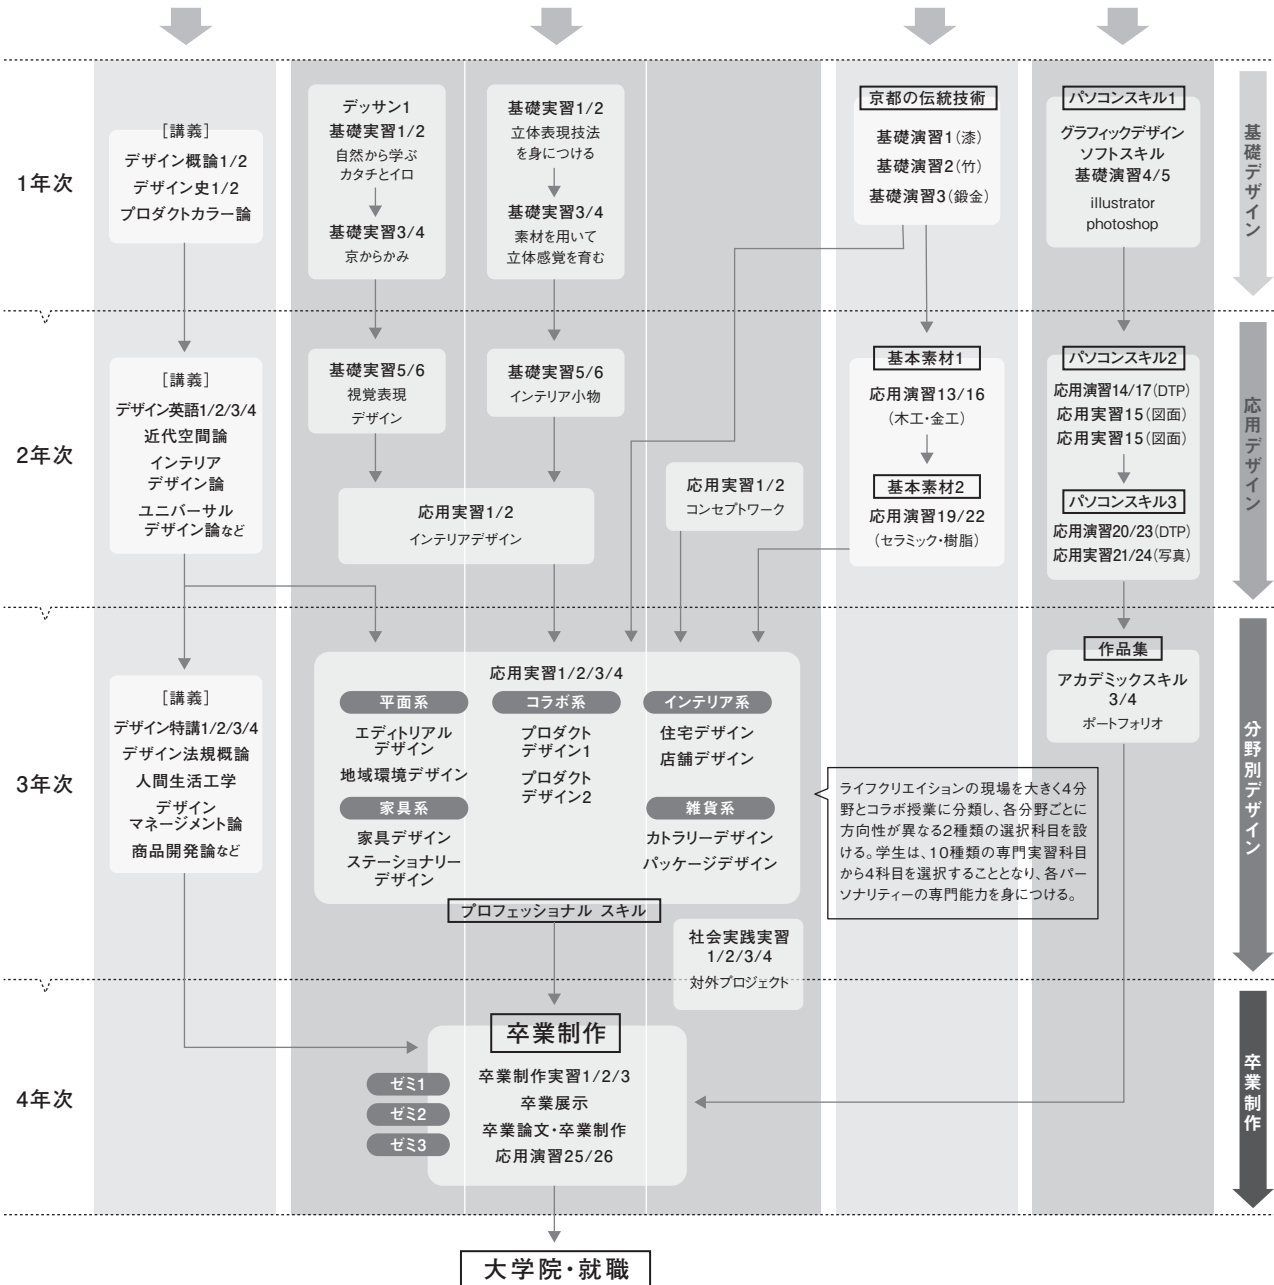 1年次
［講義］
デザイン概論1/2
デザイン史1/2
プロダクトカラー論
デッサン1
基礎実習1/2
自然から学ぶ
カタチとイロ
基礎実習3/4
京からかみ
基礎実習1/2
立体表現技法
を身につける
基礎実習3/4
素材を用いて
立体感覚を育む
京都の伝統技術
基礎演習1（漆）
基礎演習2（竹）
基礎演習3（鍛金）
パソコンスキル1
グラフィックデザイン
ソフトスキル
基礎演習4/5
illustrator
photoshop
基礎デザイン
2年次
［講義］
デザイン英語1/2/3/4
近代空間論
インテリア
デザイン論
ユニバーサル
デザイン論など
基礎実習5/6
視覚表現
デザイン
基礎実習5/6
インテリア小物
応用実習1/2
インテリアデザイン
応用実習1/2
コンセプトワーク
基本素材1
応用演習13/16
（木工・金工）
基本素材2
応用演習19/22
（セラミック・樹脂）
パソコンスキル2
応用演習14/17（DTP）
応用実習15（図面）
応用実習15（図面）
パソコンスキル3
応用演習20/23（DTP）
応用実習21/24（写真）
応用デザイン
3年次
［講義］
デザイン特講1/2/3/4
デザイン法規概論
人間生活工学
デザイン
マネージメント論
商品開発論など
応用実習1/2/3/4
平面系
エディトリアル
デザイン
地域環境デザイン
コラボ系
プロダクト
デザイン1
プロダクト
デザイン2
インテリア系
住宅デザイン
店舗デザイン
家具系
家具デザイン
ステーショナリー
デザイン
雑貨系
カトラリーデザイン
パッケージデザイン
プロフェッショナル スキル
社会実践実習
1/2/3/4
対外プロジェクト
作品集
アカデミックスキル
3/4
ポートフォリオ
ライフクリエイションの現場を大きく4分
野とコラボ授業に分類し、各分野ごとに
方向性が異なる2種類の選択科目を設
ける。学生は、10種類の専門実習科目
から4科目を選択することとなり、各パー
ソナリティーの専門能力を身につける。
分野別デザイン
4年次
卒業制作
ゼミ1
ゼミ2
ゼミ3
卒業制作実習1/2/3
卒業展示
卒業論文・卒業制作
応用演習25/26
卒業制作
大学院・就職